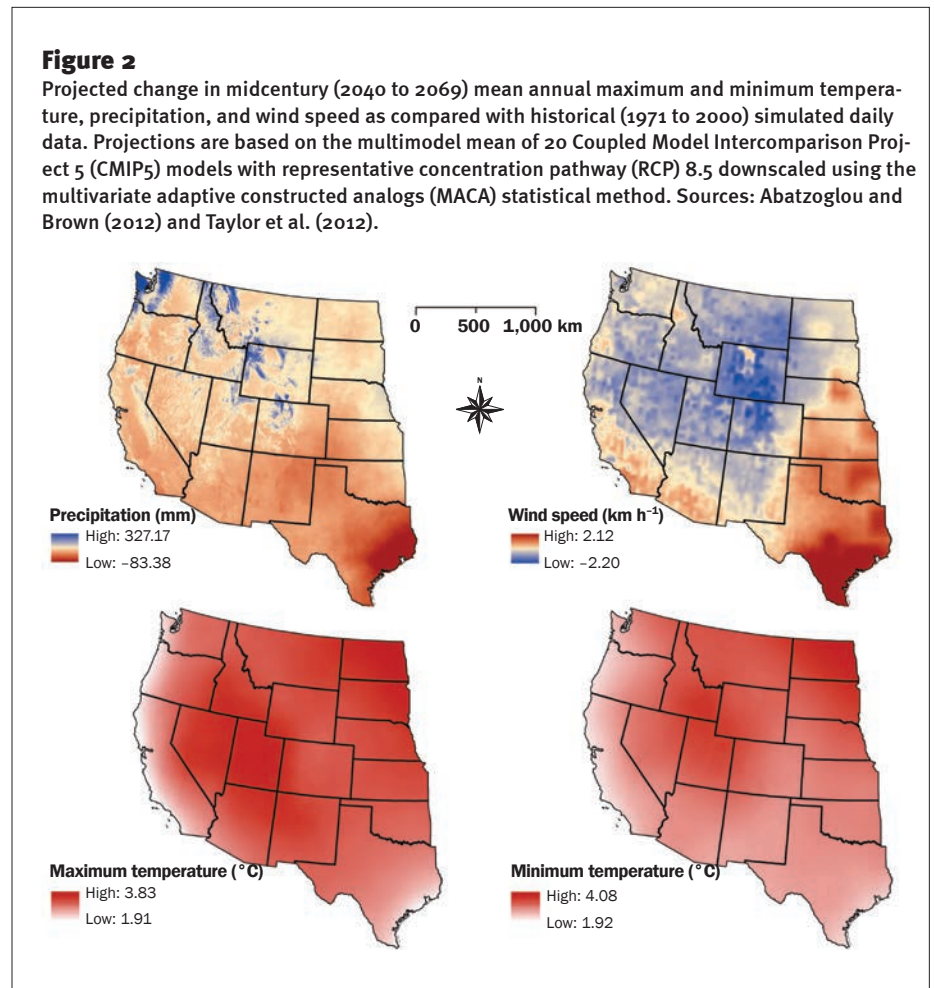 Figure 2
Projected change in midcentury (2040 to 2069) mean annual maximum and minimum tempera-
ture, precipitation, and wind speed as compared with historical (1971 to 2000) simulated daily
data. Projections are based on the multimodel mean of 20 Coupled Model Intercomparison Proj-
ect 5 (CMIP5) models with representative concentration pathway (RCP) 8.5 downscaled using the
multivariate adaptive constructed analogs (MACA) statistical method. Sources: Abatzoglou and
Brown (2012) and Taylor et al. (2012).
0 500 1,000 km
N
Precipitation (mm)
High: 327.17
Low: –83.38
Wind speed (km h⁻¹)
High: 2.12
Low: –2.20
Maximum temperature (°C)
High: 3.83
Low: 1.91
Minimum temperature (°C)
High: 4.08
Low: 1.92